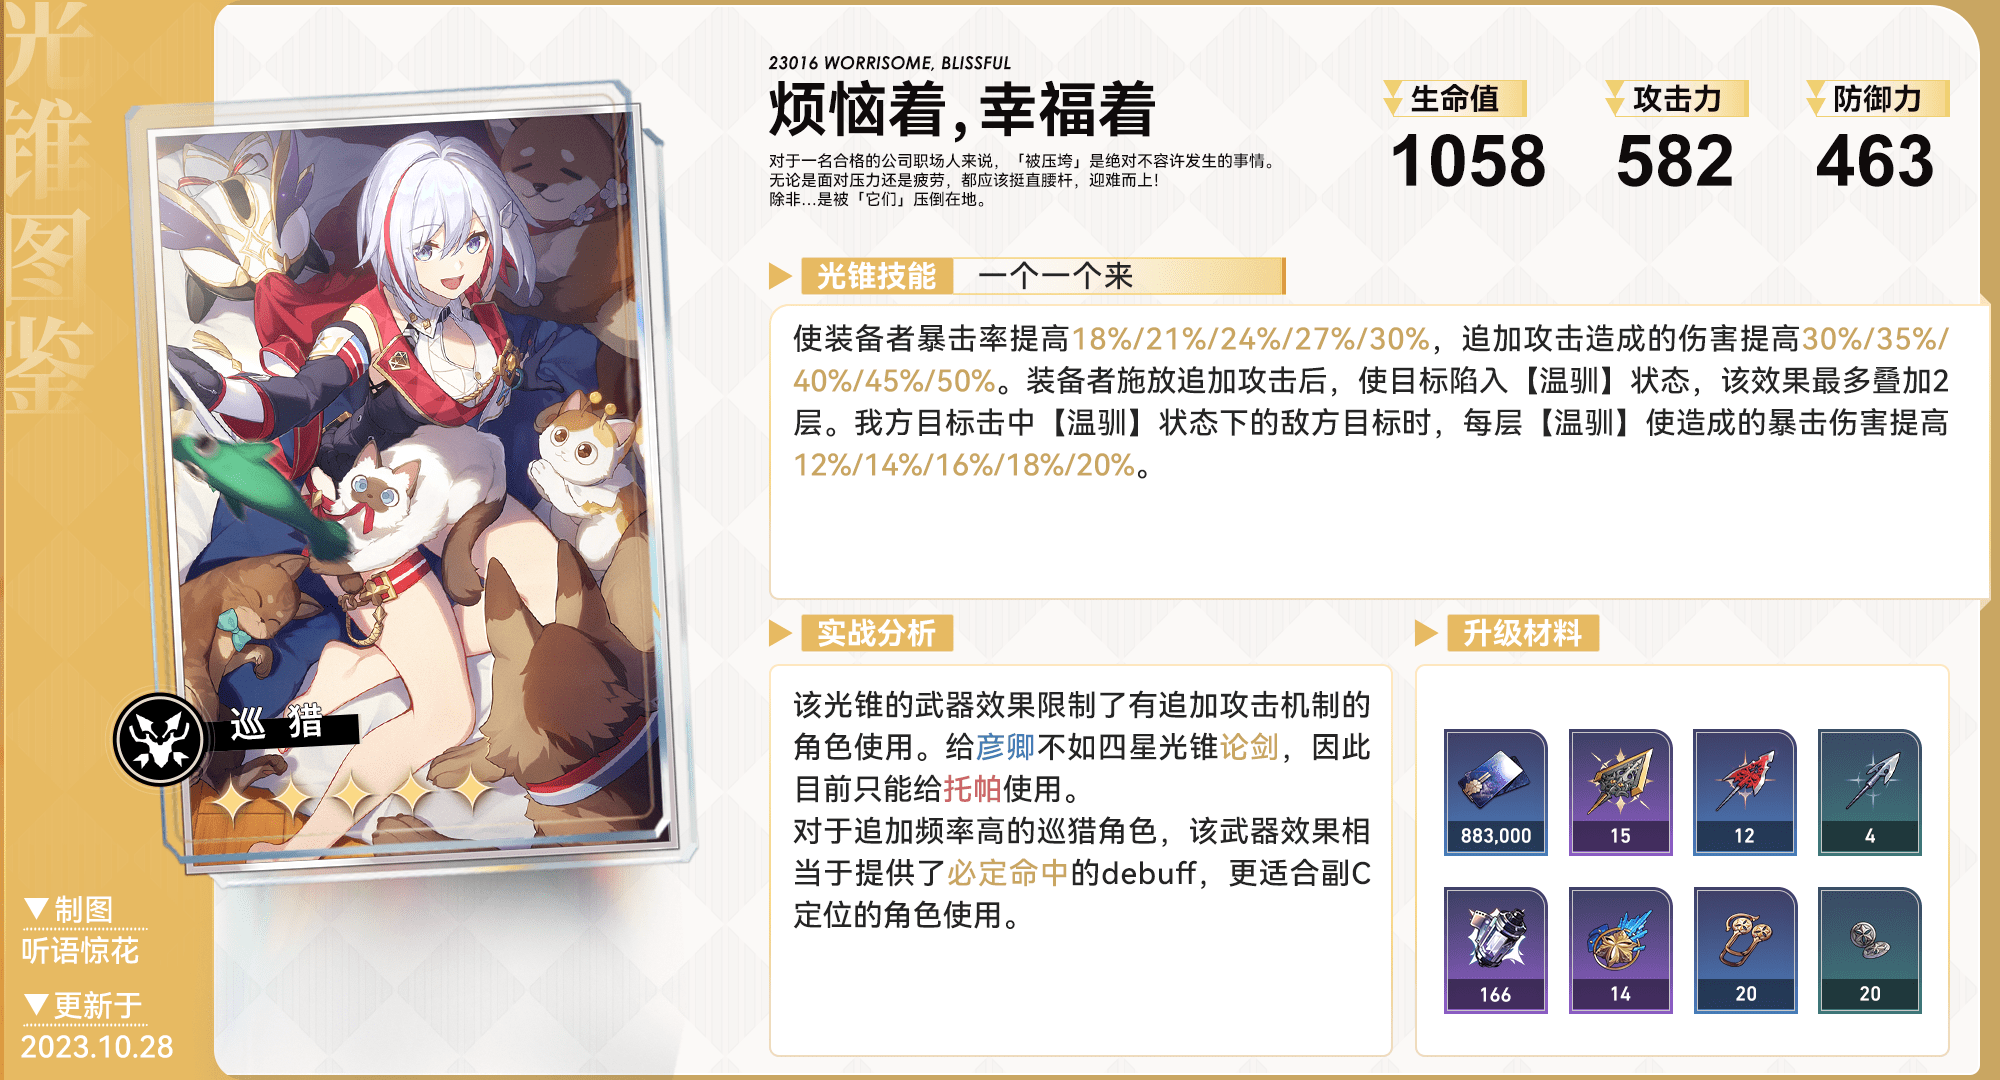 光锥图鉴
23016 WORRISOME, BLISSFUL
烦恼着,幸福着
对于一名合格的公司职场人来说，「被压垮」是绝对不容许发生的事情。
无论是面对压力还是疲劳，都应该挺直腰杆，迎难而上！
除非...是被「它们」压倒在地。
生命值
1058
攻击力
582
防御力
463
光锥技能
一个一个来
使装备者暴击率提高18%/21%/24%/27%/30%，追加攻击造成的伤害提高30%/35%/
40%/45%/50%。装备者施放追加攻击后，使目标陷入【温驯】状态，该效果最多叠加2
层。我方目标击中【温驯】状态下的敌方目标时，每层【温驯】使造成的暴击伤害提高
12%/14%/16%/18%/20%。
巡猎
实战分析
该光锥的武器效果限制了有追加攻击机制的
角色使用。给彦卿不如四星光锥论剑，因此
目前只能给托帕使用。
对于追加频率高的巡猎角色，该武器效果相
当于提供了必定命中的debuff，更适合副C
定位的角色使用。
升级材料
883,000
15
12
4
166
14
20
20
▼制图
听语惊花
▼更新于
2023.10.28